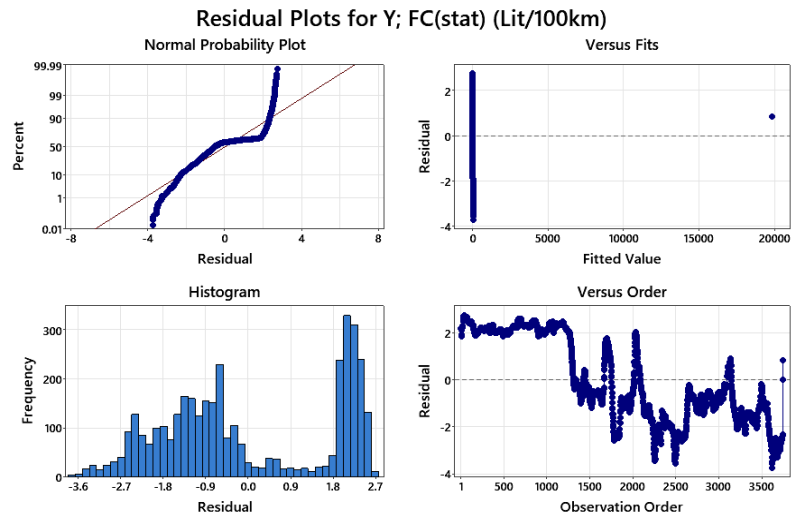 Residual Plots for Y; FC(stat) (Lit/100km)
Normal Probability Plot
99.99
99
90
50
10
1
0.01
Percent
-8 -4 0 4 8
Residual
Versus Fits
2
0
-2
-4
Residual
0 5000 10000 15000 20000
Fitted Value
Histogram
300
200
100
0
Frequency
-3.6 -2.7 -1.8 -0.9 0.0 0.9 1.8 2.7
Residual
Versus Order
2
0
-2
-4
Residual
1 500 1000 1500 2000 2500 3000 3500
Observation Order